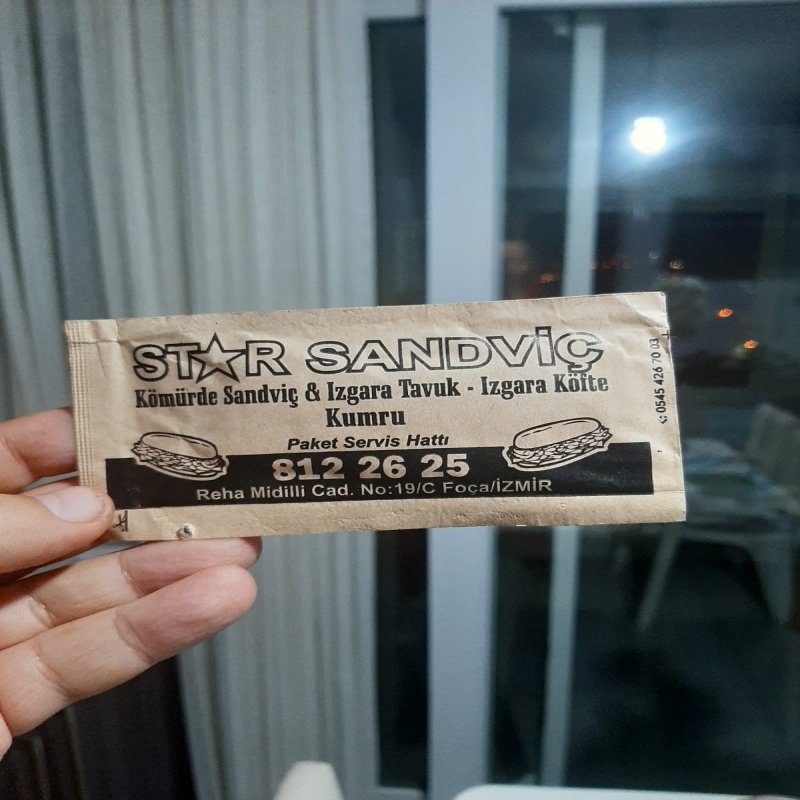 STAR SANDVİÇ
Kömürde Sandviç & Izgara Tavuk - Izgara Köfte
Kumru
Paket Servis Hattı
812 26 25
Reha Midilli Cad. No:19/C Foça/İZMİR
0545 426 70 03